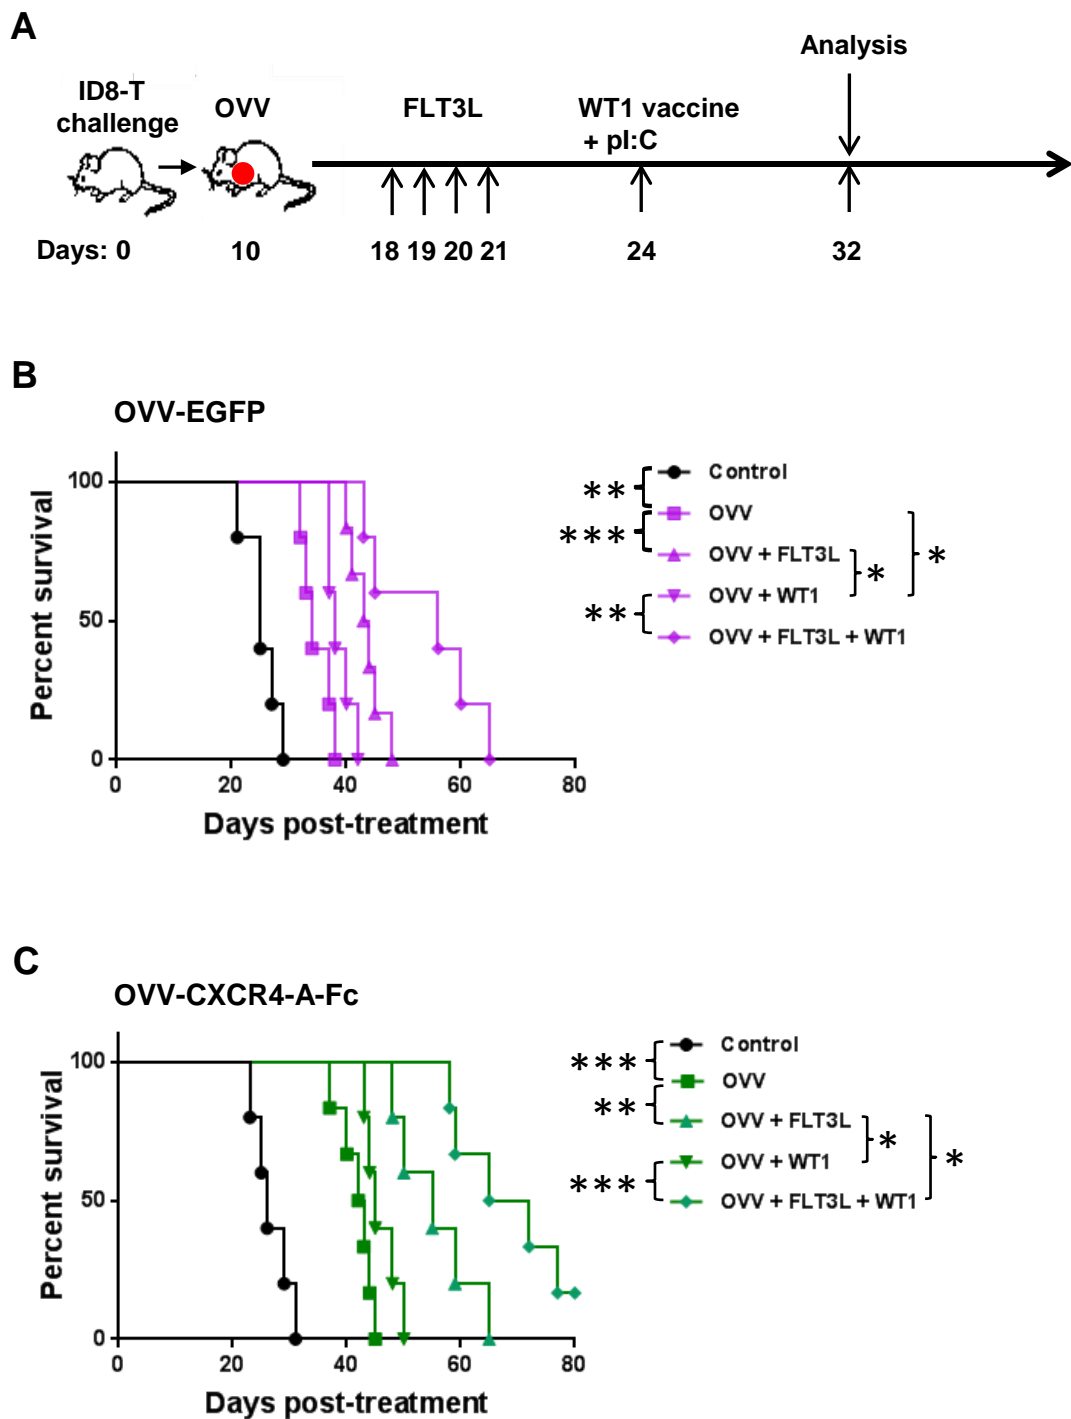 A
Analysis
ID8-T
challenge
OVV
FLT3L
WT1 vaccine
+ pI:C
Days: 0
10
18 19 20 21
24
32
B
OVV-EGFP
Percent survival
100
50
0
0 20 40 60 80
Days post-treatment
Control
OVV
OVV + FLT3L
OVV + WT1
OVV + FLT3L + WT1
**
***
**
*
*
C
OVV-CXCR4-A-Fc
Percent survival
100
50
0
0 20 40 60 80
Days post-treatment
Control
OVV
OVV + FLT3L
OVV + WT1
OVV + FLT3L + WT1
***
**
***
*
*